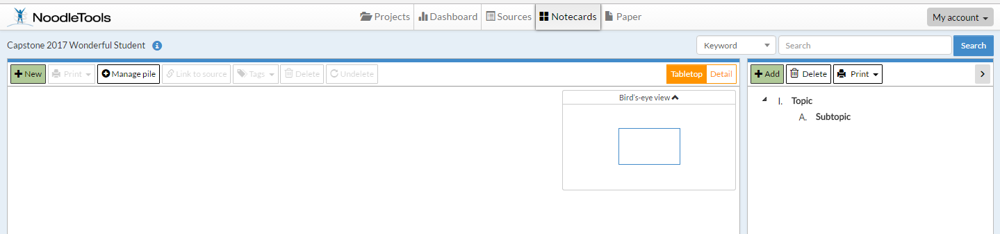 NoodleTools Projects Dashboard Sources Notecards Paper My account
Capstone 2017 Wonderful Student Keyword Search Search
New Print Manage pile Link to source Tags Delete Undelete Tabletop Detail
Add Delete Print
Bird's-eye view
I. Topic
A. Subtopic